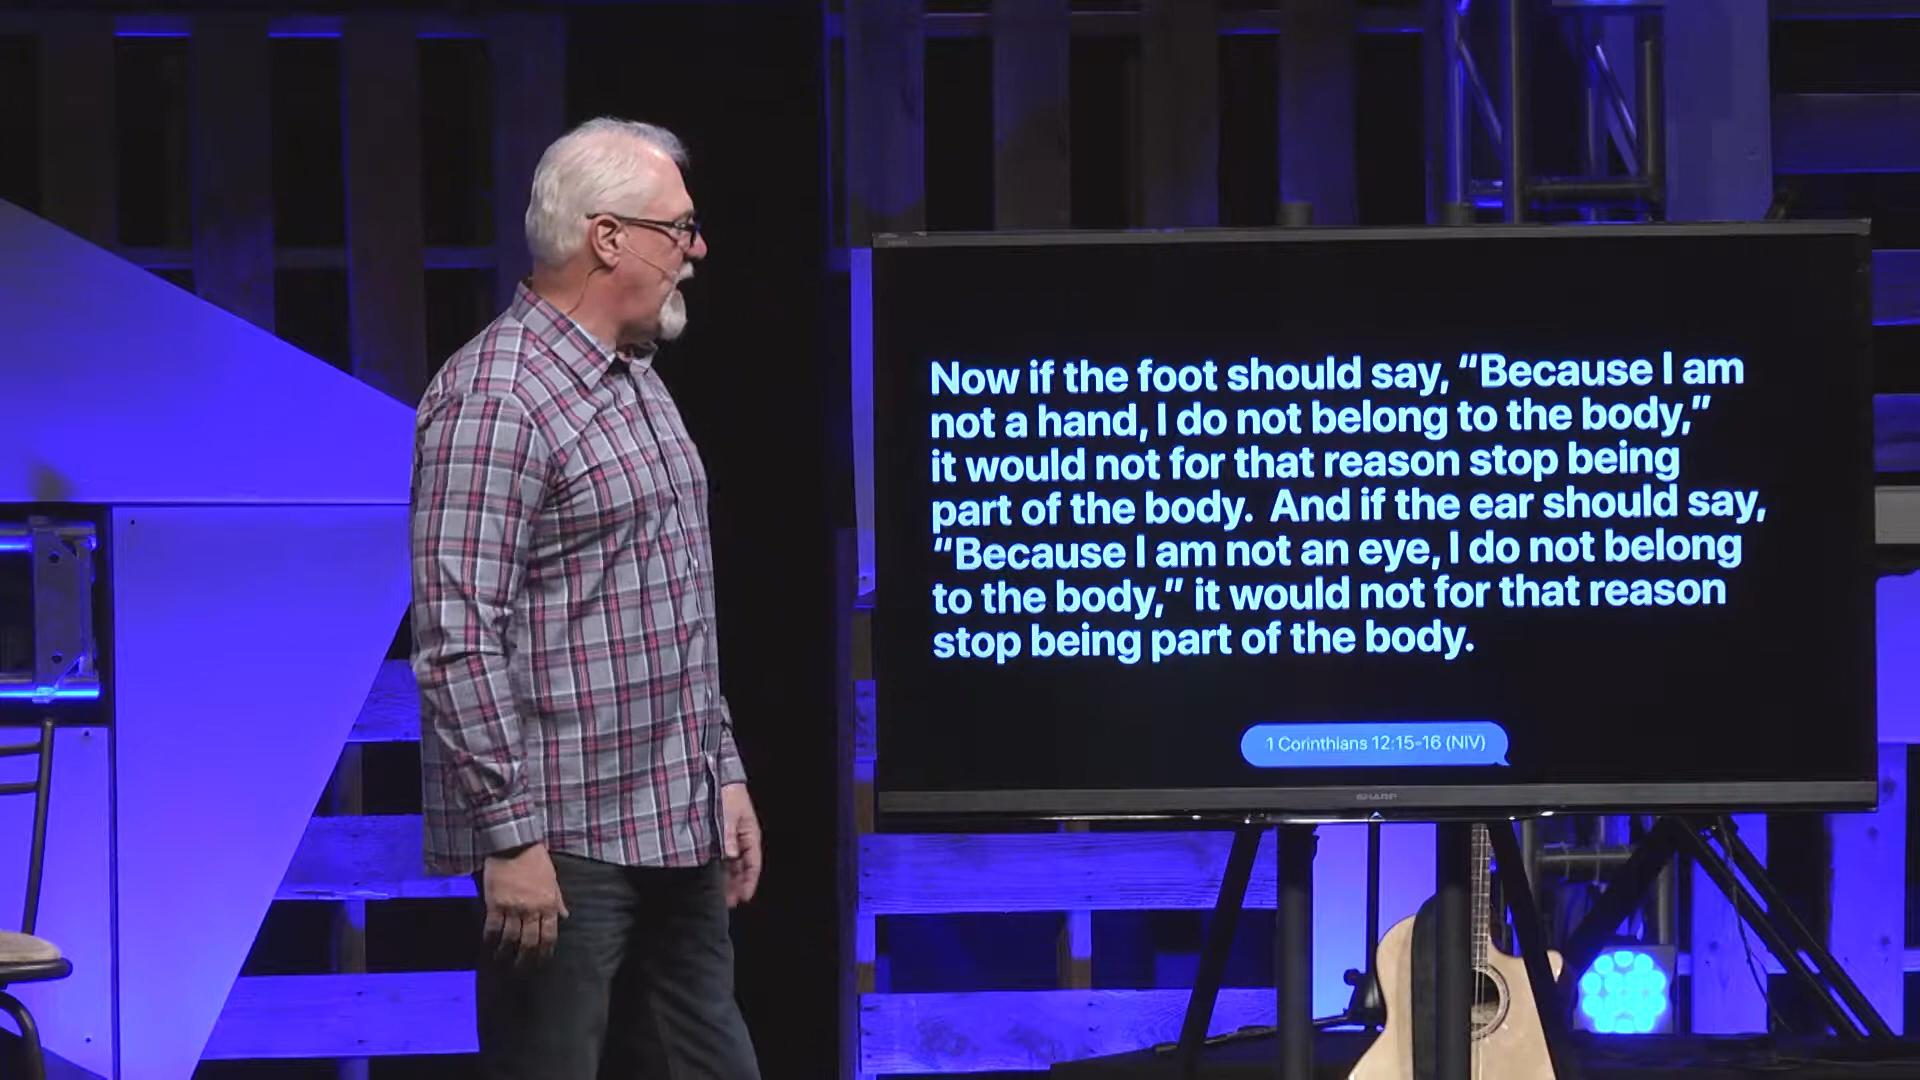 Now if the foot should say, “Because I am
not a hand, I do not belong to the body,”
it would not for that reason stop being
part of the body.  And if the ear should say,
“Because I am not an eye, I do not belong
to the body,” it would not for that reason
stop being part of the body.
1 Corinthians 12:15-16 (NIV)
SHARP